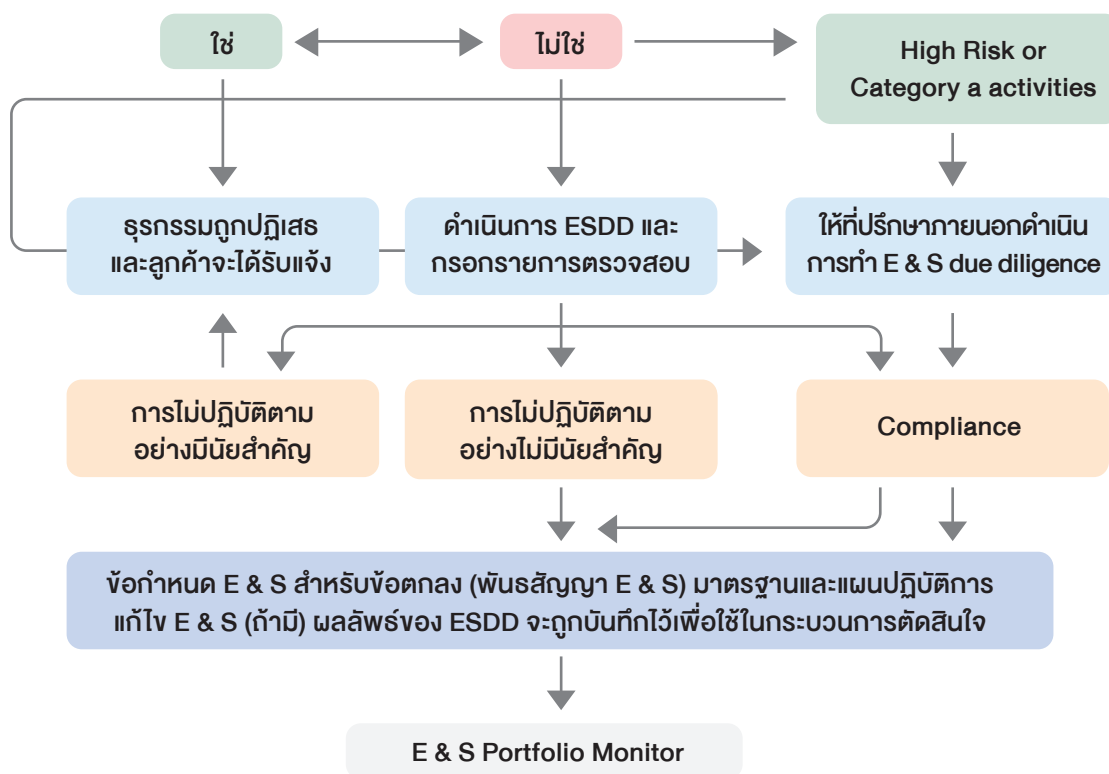 ใช่
ไม่ใช่
High Risk or
Category a activities
ธุรกรรมถูกปฏิเสธ
และลูกค้าจะได้รับแจ้ง
ดำเนินการ ESDD และ
กรอกรายการตรวจสอบ
ให้ที่ปรึกษาภายนอกดำเนิน
การทำ E & S due diligence
การไม่ปฏิบัติตาม
อย่างมีนัยสำคัญ
การไม่ปฏิบัติตาม
อย่างไม่มีนัยสำคัญ
Compliance
ข้อกำหนด E & S สำหรับข้อตกลง (พันธสัญญา E & S) มาตรฐานและแผนปฏิบัติการ
แก้ไข E & S (ถ้ามี) ผลลัพธ์ของ ESDD จะถูกบันทึกไว้เพื่อใช้ในกระบวนการตัดสินใจ
E & S Portfolio Monitor